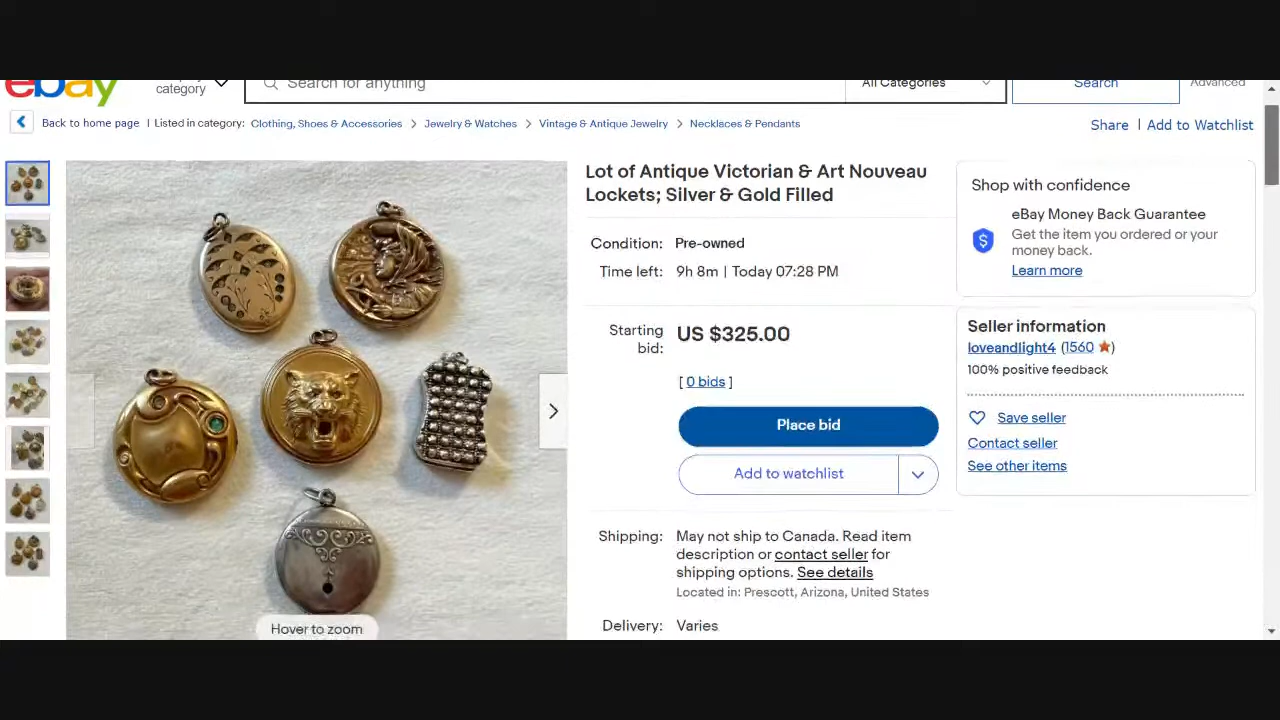 ebay
category
Search for anything
All Categories
Search
Advanced
Back to home page | Listed in category: Clothing, Shoes & Accessories > Jewelry & Watches > Vintage & Antique Jewelry > Necklaces & Pendants
Share | Add to Watchlist
Lot of Antique Victorian & Art Nouveau
Lockets; Silver & Gold Filled
Condition: Pre-owned
Time left: 9h 8m | Today 07:28 PM
Starting
bid:
US $325.00
[ 0 bids ]
Place bid
Add to watchlist
Shipping: May not ship to Canada. Read item
description or contact seller for
shipping options. See details
Located in: Prescott, Arizona, United States
Delivery: Varies
Hover to zoom
Shop with confidence
eBay Money Back Guarantee
Get the item you ordered or your
money back.
Learn more
Seller information
loveandlight4 (1560 ★)
100% positive feedback
Save seller
Contact seller
See other items